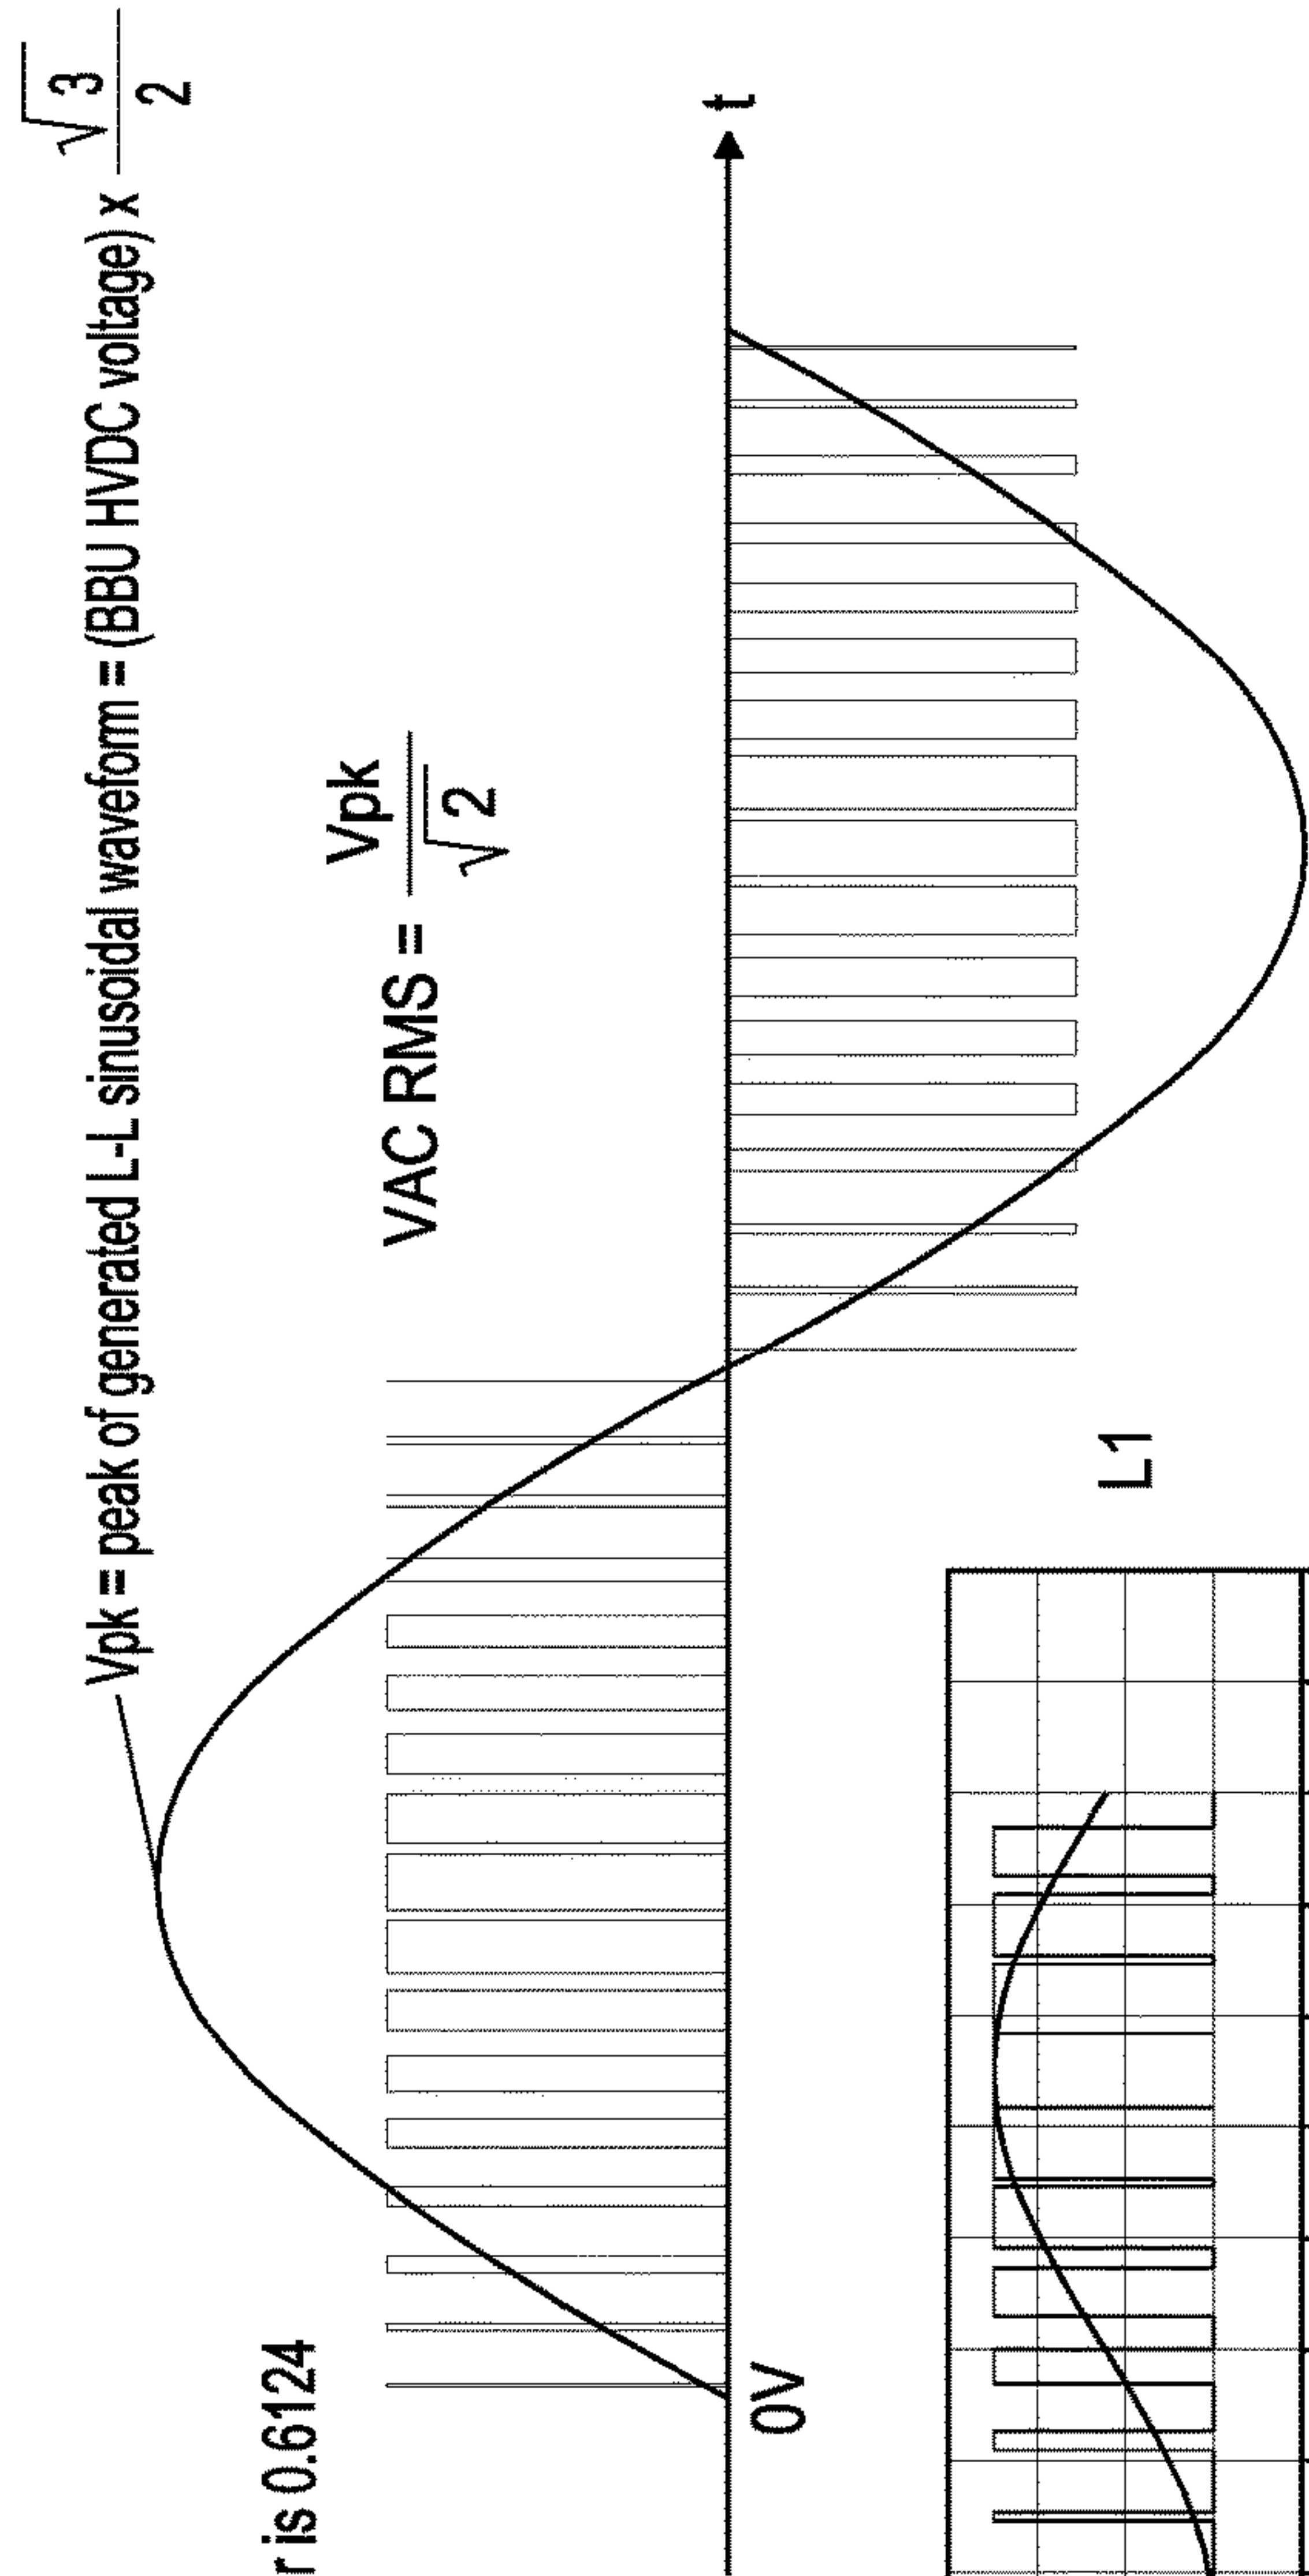 Vpk = peak of generated L-L sinusoidal waveform = (BBU HVDC voltage) x √3/2
r is 0.6124
VAC RMS = Vpk/√2
t
0V
L1